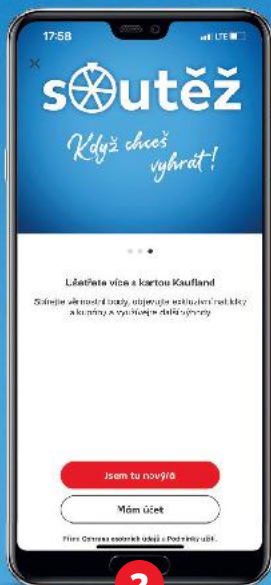 17:58 LTE
soutěž
Když chceš
vyhrát!
Ušetřete více s kartou Kaufland
Sbírejte věrnostní body, objevujte exkluzivní nabídky
a kupóny a využívejte další výhody
Jsem tu nový/á
Mám účet
Ochrana osobních údajů a Podmínky užití.